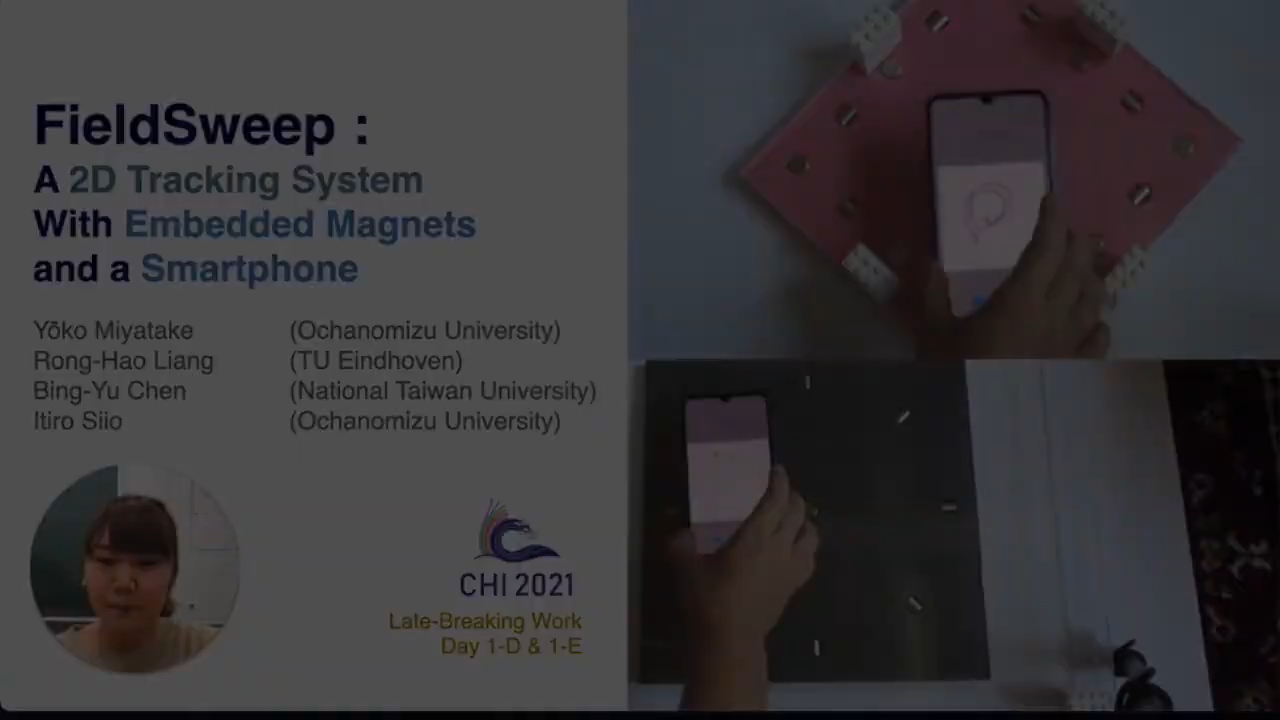 FieldSweep :
A 2D Tracking System
With Embedded Magnets
and a Smartphone
Yōko Miyatake (Ochanomizu University)
Rong-Hao Liang (TU Eindhoven)
Bing-Yu Chen (National Taiwan University)
Itiro Siio (Ochanomizu University)
CHI 2021
Late-Breaking Work
Day 1-D & 1-E